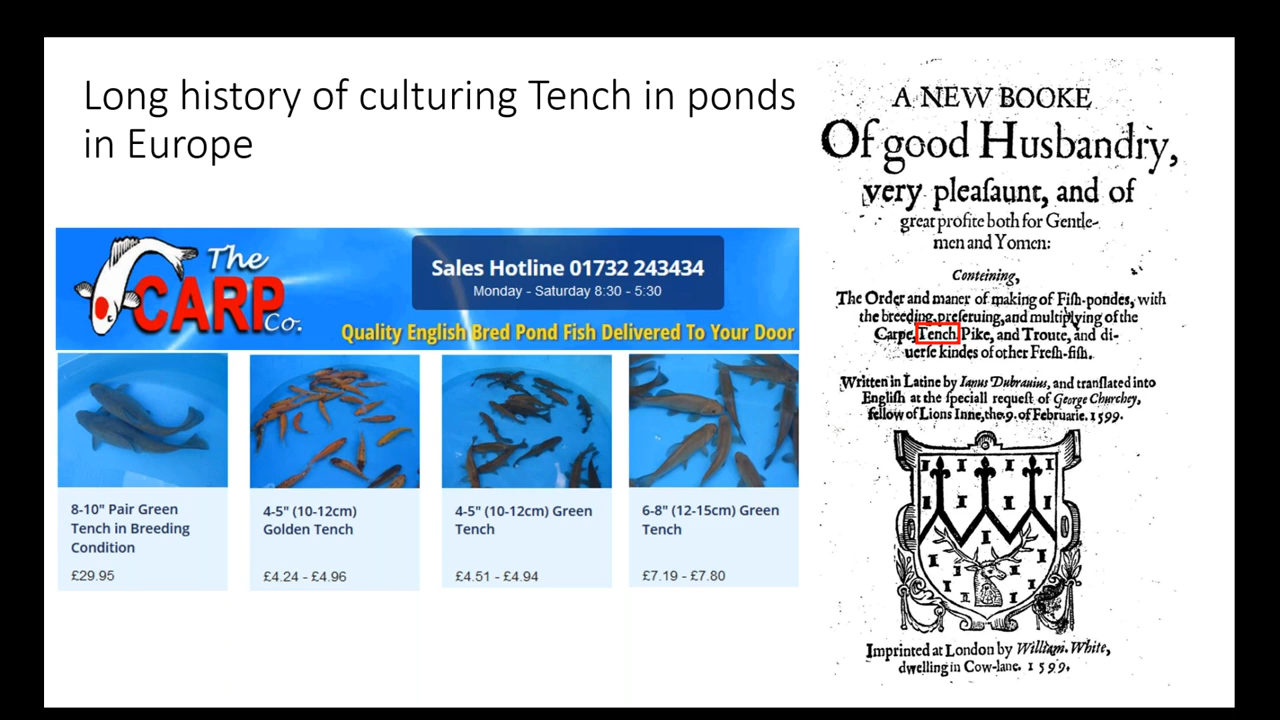 Long history of culturing Tench in ponds
in Europe
The
CARP
Co.
Sales Hotline 01732 243434
Monday - Saturday 8:30 - 5:30
Quality English Bred Pond Fish Delivered To Your Door
8-10" Pair Green
Tench in Breeding
Condition
£29.95
4-5" (10-12cm)
Golden Tench
£4.24 - £4.96
4-5" (10-12cm) Green
Tench
£4.51 - £4.94
6-8" (12-15cm) Green
Tench
£7.19 - £7.80
A NEW BOOKE
Of good Husbandry,
very pleaſaunt, and of
great profite both for Gentle-
men and Yomen:
Conteining,
The Order and maner of making of Fiſh-pondes, with
the breeding, preſeruing, and multiplying of the
Carpe, Tench, Pike, and Troute, and di-
uerſe kindes of other Freſh-fiſh.
Written in Latine by Ianus Dubrauius, and tranſlated into
Engliſh at the ſpeciall requeſt of George Churchey,
fellow of Lions Inne, the 9. of Februarie. 1599.
Imprinted at London by William White,
dwelling in Cow-lane. 1599.